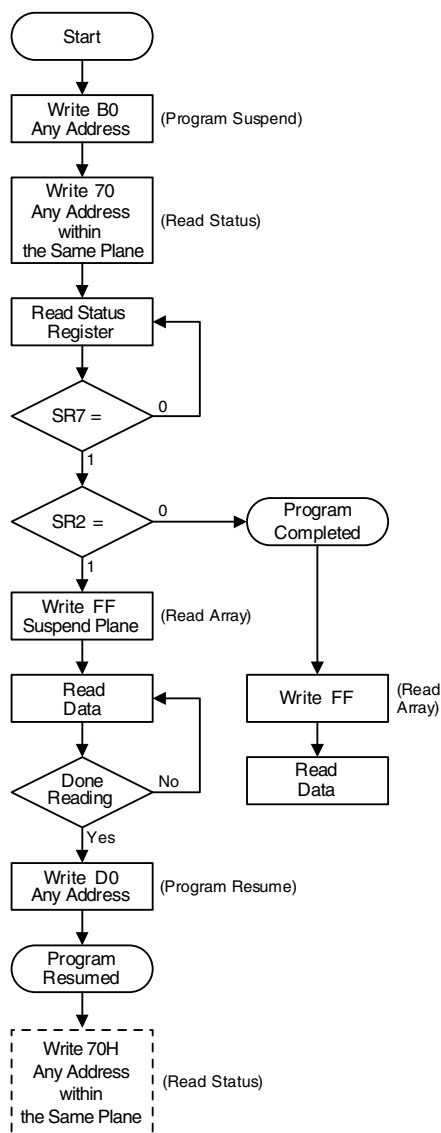 Start
Write B0
Any Address
(Program Suspend)
Write 70
Any Address
within
the Same Plane
(Read Status)
Read Status
Register
SR7 =
0
1
SR2 =
0
Program
Completed
1
Write FF
Suspend Plane
(Read Array)
Read
Data
Write FF
(Read
Array)
Done
Reading
No
Read
Data
Yes
Write D0
Any Address
(Program Resume)
Program
Resumed
Write 70H
Any Address
within
the Same Plane
(Read Status)